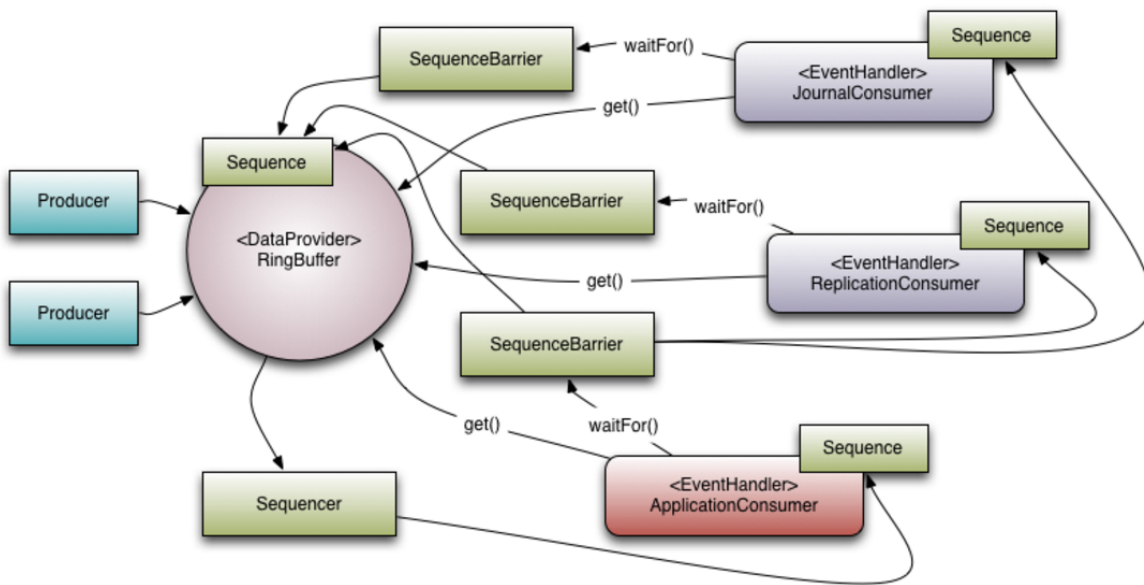 Sequence
SequenceBarrier
waitFor()
<EventHandler>
JournalConsumer
get()
Sequence
Producer
SequenceBarrier
waitFor()
Sequence
<DataProvider>
RingBuffer
<EventHandler>
ReplicationConsumer
get()
Producer
SequenceBarrier
get()
waitFor()
Sequence
<EventHandler>
ApplicationConsumer
Sequencer